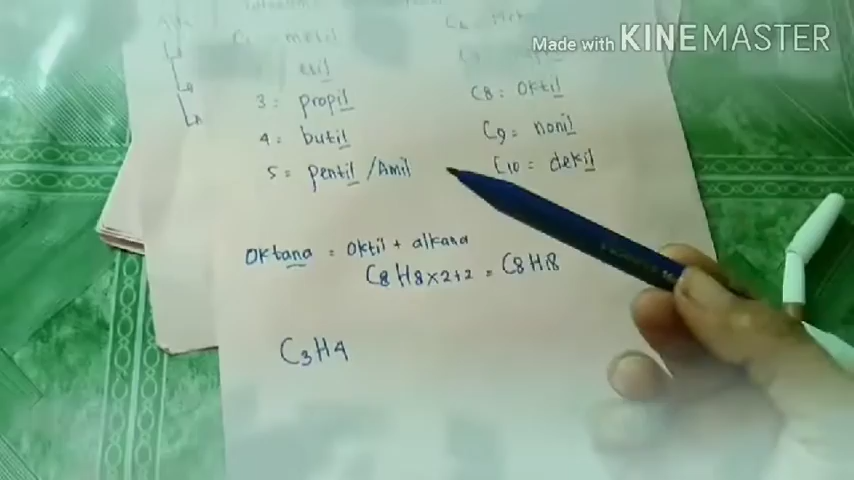 Made with KINEMASTER
C metil
etil
3 = propil C8 = Oktil
4 = butil C9 = nonil
5 = pentil /Amil C10 = dekil
Oktana = Oktil + alkana
C8 H8x2+2 = C8H18
C3H4